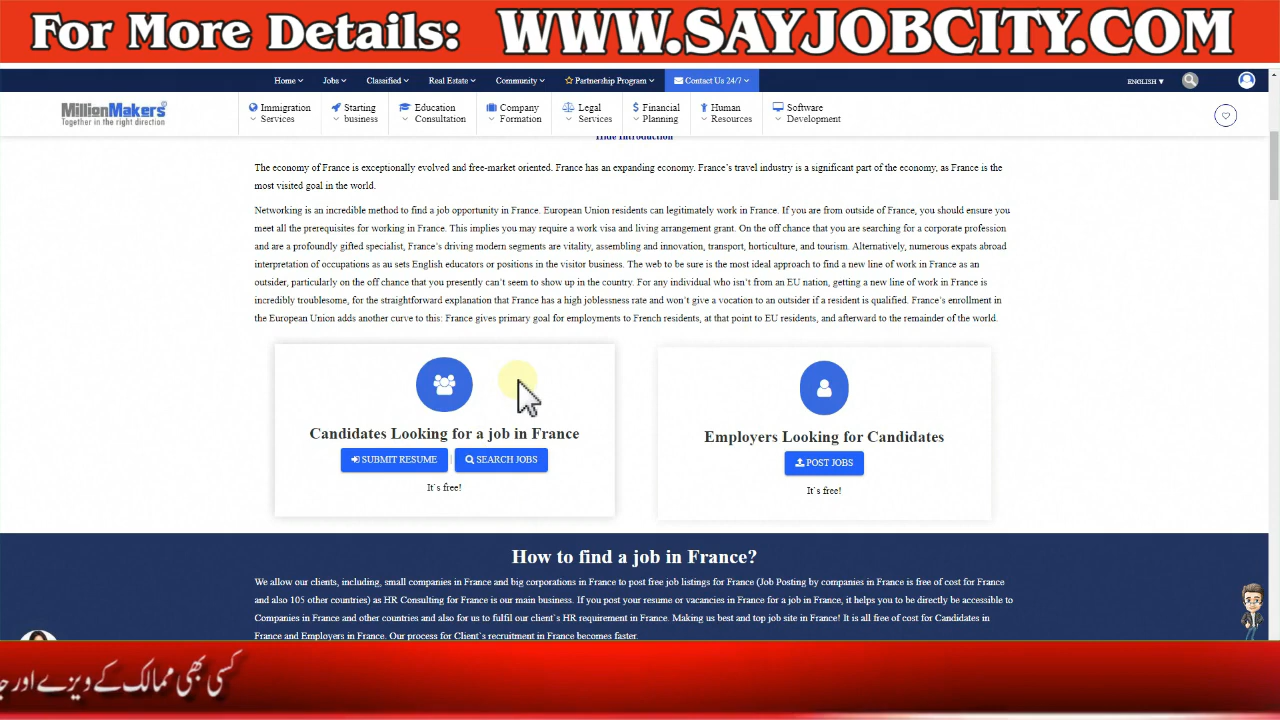 For More Details: WWW.SAYJOBCITY.COM
Home Jobs Classified Real Estate Community Partnership Program Contact Us 24/7 ENGLISH ▼
MillionMakers®
Together in the right direction
Immigration Services
Starting business
Education Consultation
Company Formation
Legal Services
Financial Planning
Human Resources
Software Development
Hide Introduction
The economy of France is exceptionally evolved and free-market oriented. France has an expanding economy. France's travel industry is a significant part of the economy, as France is the
most visited goal in the world.
Networking is an incredible method to find a job opportunity in France. European Union residents can legitimately work in France. If you are from outside of France, you should ensure you
meet all the prerequisites for working in France. This implies you may require a work visa and living arrangement grant. On the off chance that you are searching for a corporate profession
and are a profoundly gifted specialist, France's driving modern segments are vitality, assembling and innovation, transport, horticulture, and tourism. Alternatively, numerous expats abroad
interpretation of occupations as au sets English educators or positions in the visitor business. The web to be sure is the most ideal approach to find a new line of work in France as an
outsider, particularly on the off chance that you presently can't seem to show up in the country. For any individual who isn't from an EU nation, getting a new line of work in France is
incredibly troublesome, for the straightforward explanation that France has a high joblessness rate and won't give a vocation to an outsider if a resident is qualified. France's enrollment in
the European Union adds another curve to this: France gives primary goal for employments to French residents, at that point to EU residents, and afterward to the remainder of the world.
Candidates Looking for a job in France
SUBMIT RESUME | SEARCH JOBS
It`s free!
Employers Looking for Candidates
POST JOBS
It`s free!
How to find a job in France?
We allow our clients, including, small companies in France and big corporations in France to post free job listings for France (Job Posting by companies in France is free of cost for France
and also 105 other countries) as HR Consulting for France is our main business. If you post your resume or vacancies in France for a job in France, it helps you to be directly be accessible to
Companies in France and other countries and also for us to fulfil our client`s HR requirement in France. Making us best and top job site in France! It is all free of cost for Candidates in
France and Employers in France. Our process for Client`s recruitment in France becomes faster.
کسی بھی ممالک کے ویزے اور